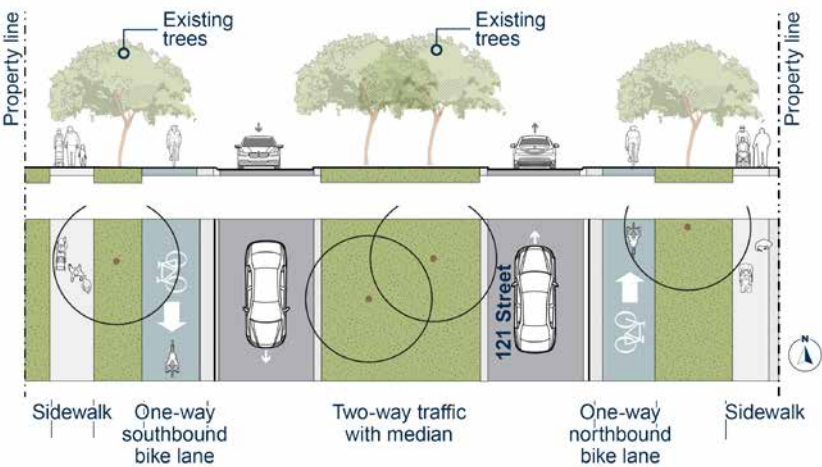 Property line
Existing
trees
Existing
trees
Property line
121 Street
N
Sidewalk
One-way
southbound
bike lane
Two-way traffic
with median
One-way
northbound
bike lane
Sidewalk